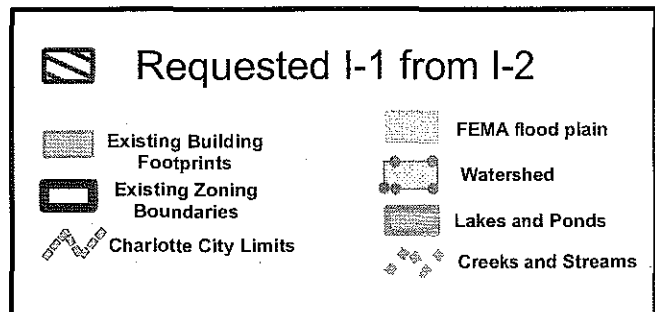 Requested I-1 from I-2
Existing Building
Footprints
Existing Zoning
Boundaries
Charlotte City Limits
FEMA flood plain
Watershed
Lakes and Ponds
Creeks and Streams